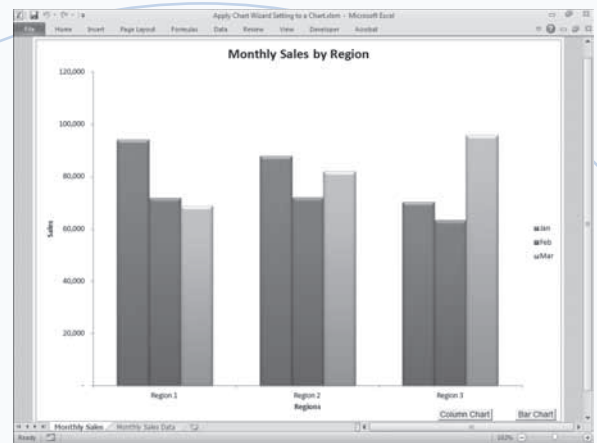 Apply Chart Wizard Setting to a Chart.xlsm - Microsoft Excel
File Home Insert Page Layout Formulas Data Review View Developer Acrobat
Monthly Sales by Region
120,000
100,000
80,000
60,000
40,000
20,000
-
Sales
Jan
Feb
Mar
Region 1 Region 2 Region 3
Regions
Column Chart Bar Chart
Monthly Sales Monthly Sales Data
Ready 102%